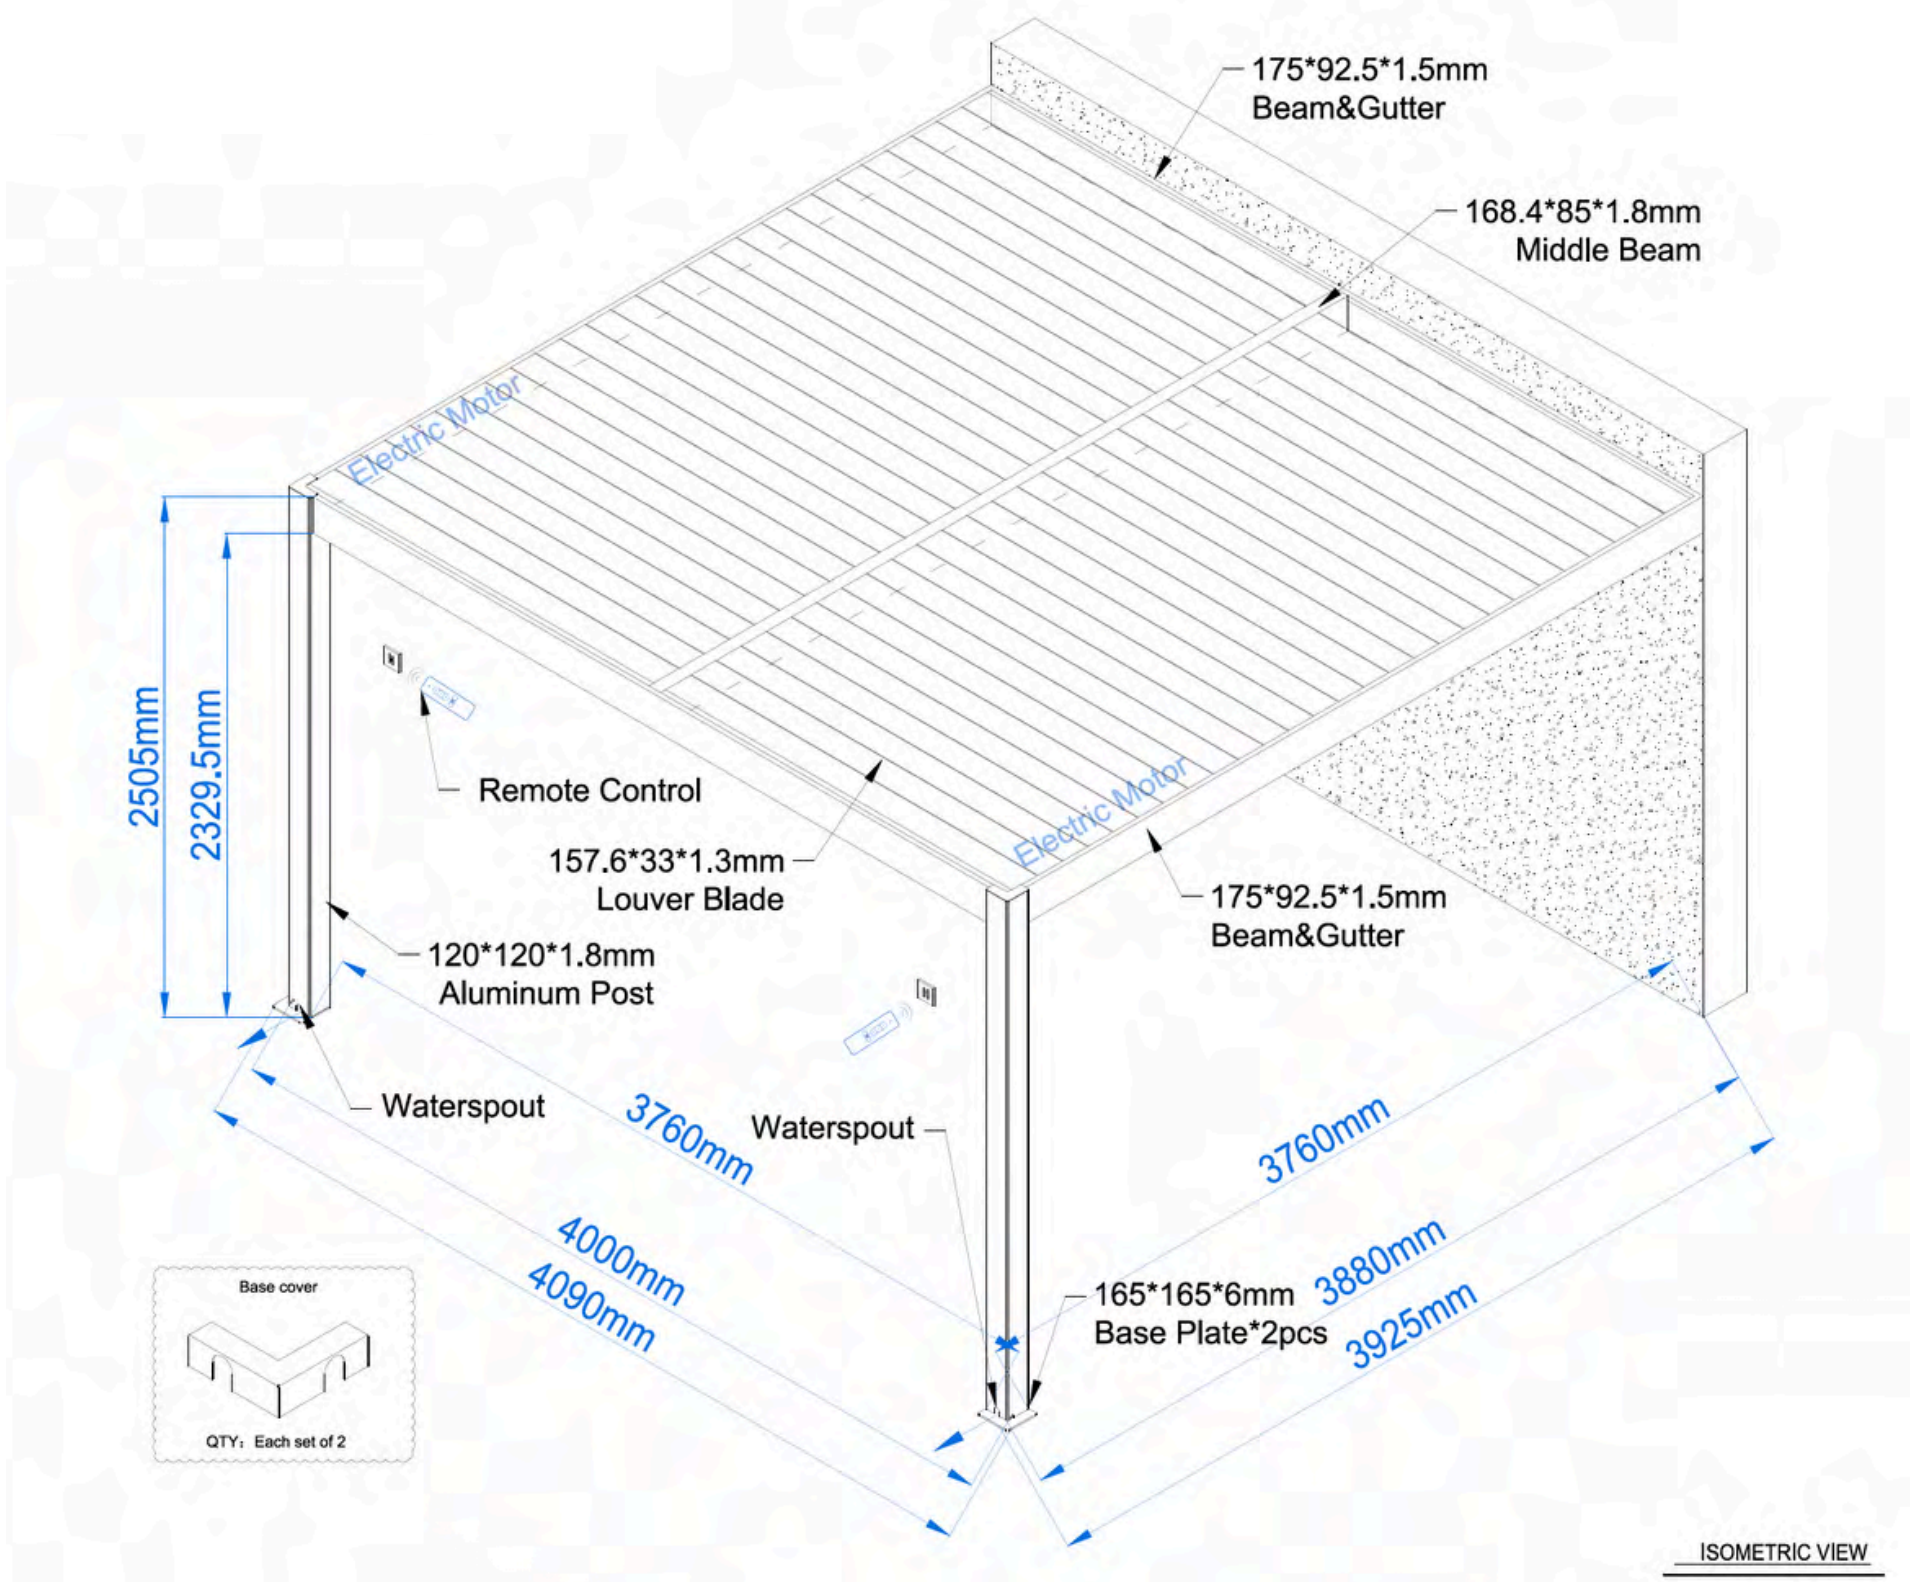 175*92.5*1.5mm
Beam&Gutter
168.4*85*1.8mm
Middle Beam
Electric Motor
2505mm
2329.5mm
Remote Control
157.6*33*1.3mm
Louver Blade
Electric Motor
175*92.5*1.5mm
Beam&Gutter
120*120*1.8mm
Aluminum Post
Waterspout
3760mm
Waterspout
3760mm
4000mm
4090mm
165*165*6mm
Base Plate*2pcs
3880mm
3925mm
Base cover
QTY: Each set of 2
ISOMETRIC VIEW